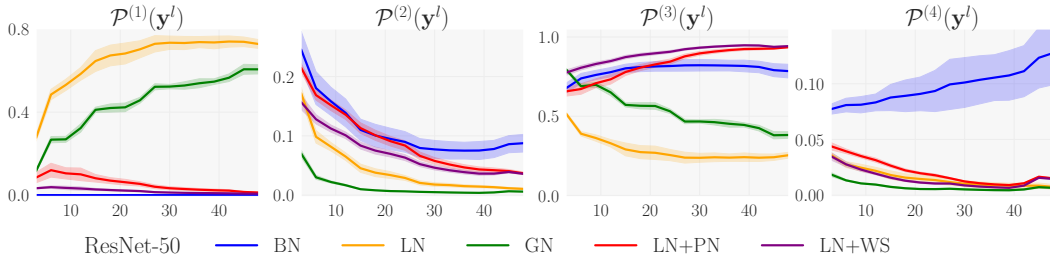 𝒫⁽¹⁾(𝐲ˡ) 𝒫⁽²⁾(𝐲ˡ) 𝒫⁽³⁾(𝐲ˡ) 𝒫⁽⁴⁾(𝐲ˡ)
0.8 0.4 0.0
0.2 0.1 0.0
1.0 0.5 0.0
0.10 0.05 0.00
10 20 30 40 10 20 30 40 10 20 30 40 10 20 30 40
ResNet-50 BN LN GN LN+PN LN+WS